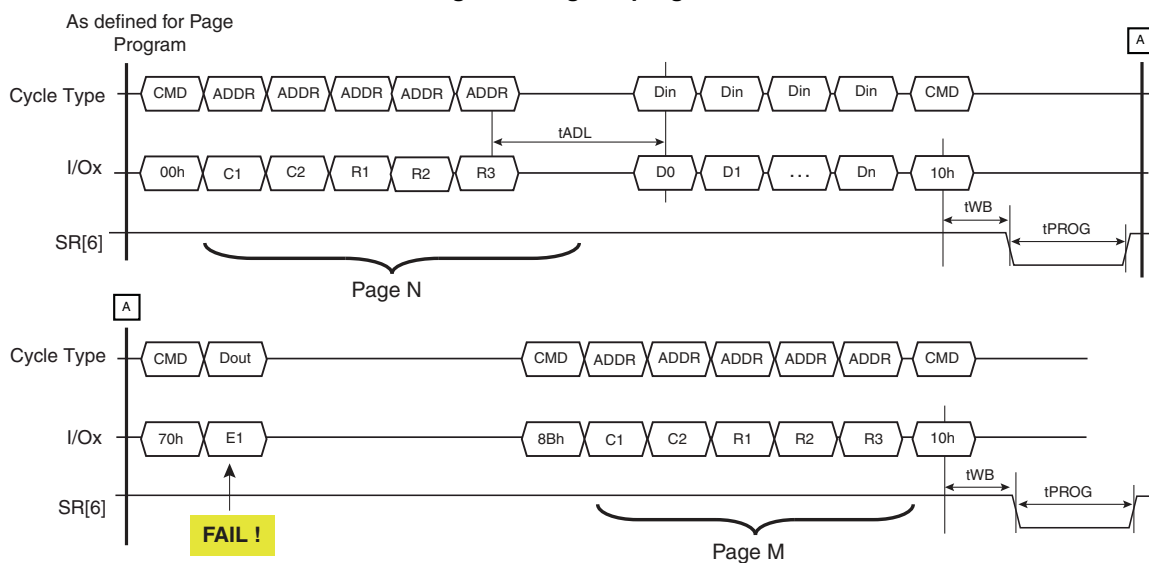 As defined for Page
Program
A
Cycle Type CMD ADDR ADDR ADDR ADDR ADDR Din Din Din Din CMD
tADL
I/Ox 00h C1 C2 R1 R2 R3 D0 D1 ... Dn 10h
tWB
SR[6] tPROG
Page N
A
Cycle Type CMD Dout CMD ADDR ADDR ADDR ADDR ADDR CMD
I/Ox 70h E1 8Bh C1 C2 R1 R2 R3 10h
tWB
SR[6] tPROG
FAIL !
Page M